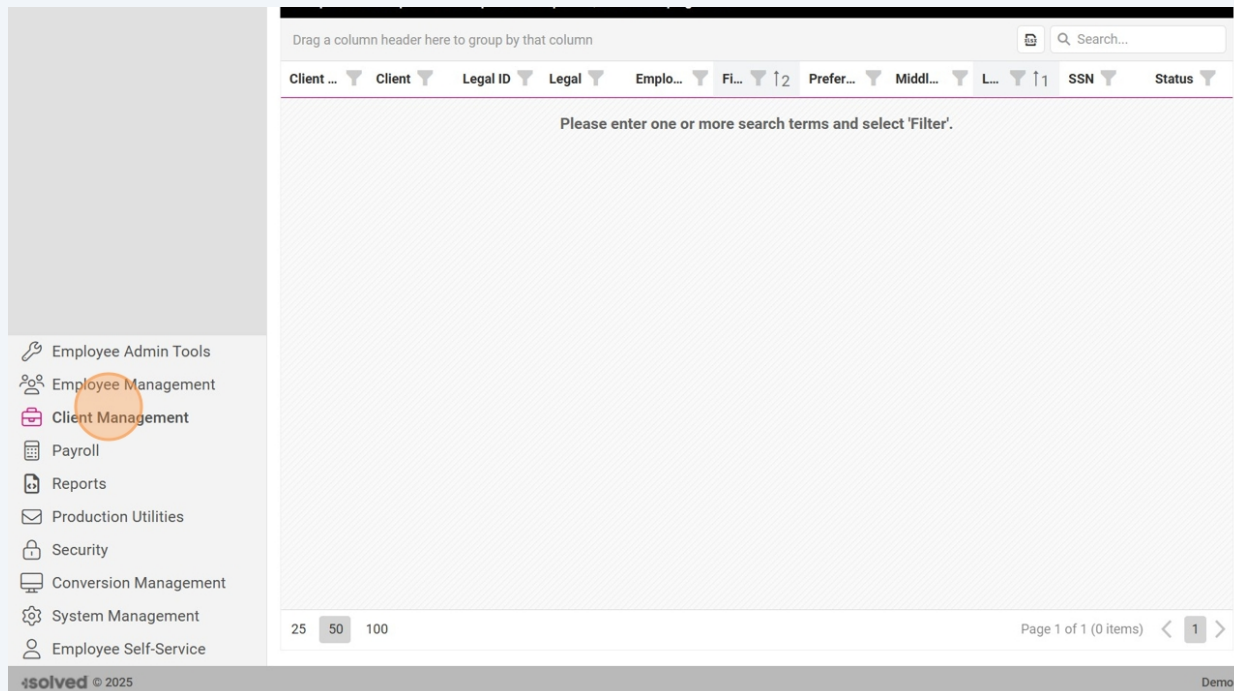 Drag a column header here to group by that column
Search...
Client ... Client Legal ID Legal Emplo... Fi... 2 Prefer... Middl... L... 1 SSN Status
Please enter one or more search terms and select 'Filter'.
Employee Admin Tools
Employee Management
Client Management
Payroll
Reports
Production Utilities
Security
Conversion Management
System Management
Employee Self-Service
25 50 100
Page 1 of 1 (0 items) 1
isolved © 2025
Demo